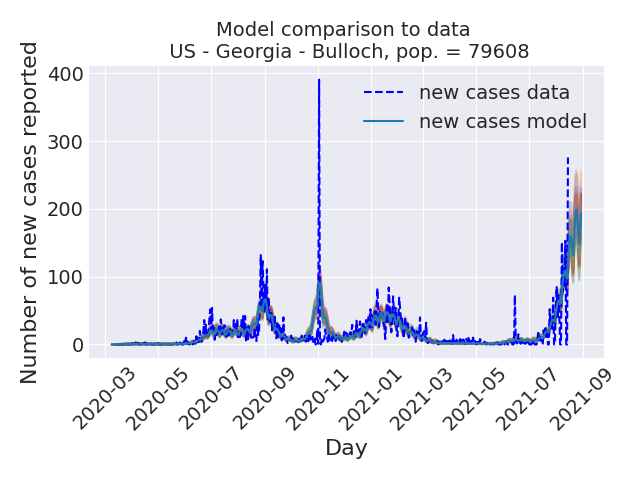 Model comparison to data
US - Georgia - Bulloch, pop. = 79608
Number of new cases reported
400
300
200
100
0
new cases data
new cases model
2020-03
2020-05
2020-07
2020-09
2020-11
2021-01
2021-03
2021-05
2021-07
2021-09
Day